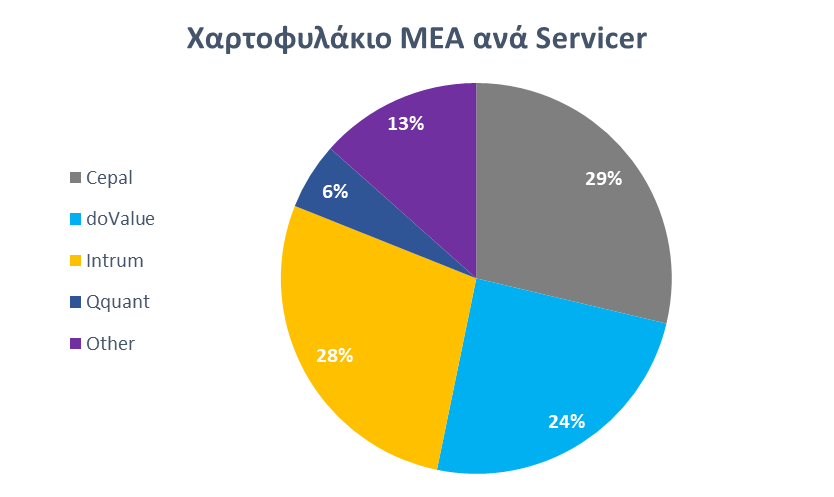 Χαρτοφυλάκιο ΜΕΑ ανά Servicer
Cepal
doValue
Intrum
Qquant
Other
29%
24%
28%
6%
13%